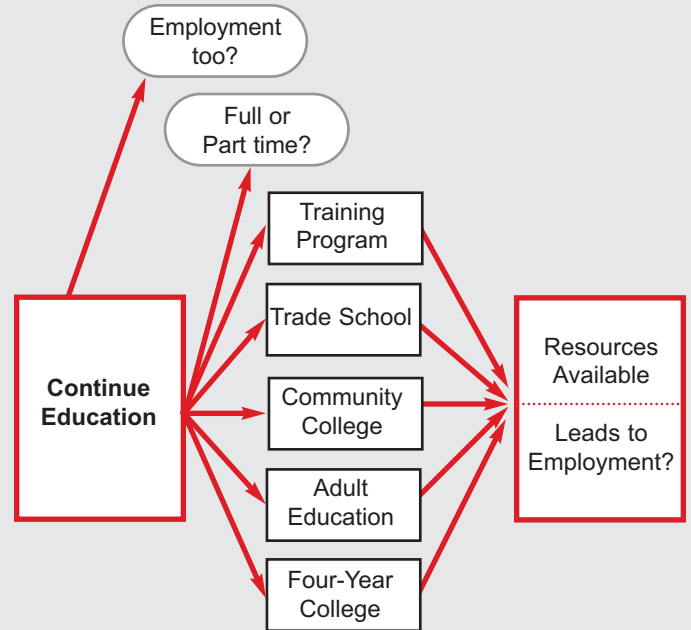 Employment
too?
Full or
Part time?
Training
Program
Trade School
Continue
Education
Community
College
Adult
Education
Four-Year
College
Resources
Available
Leads to
Employment?